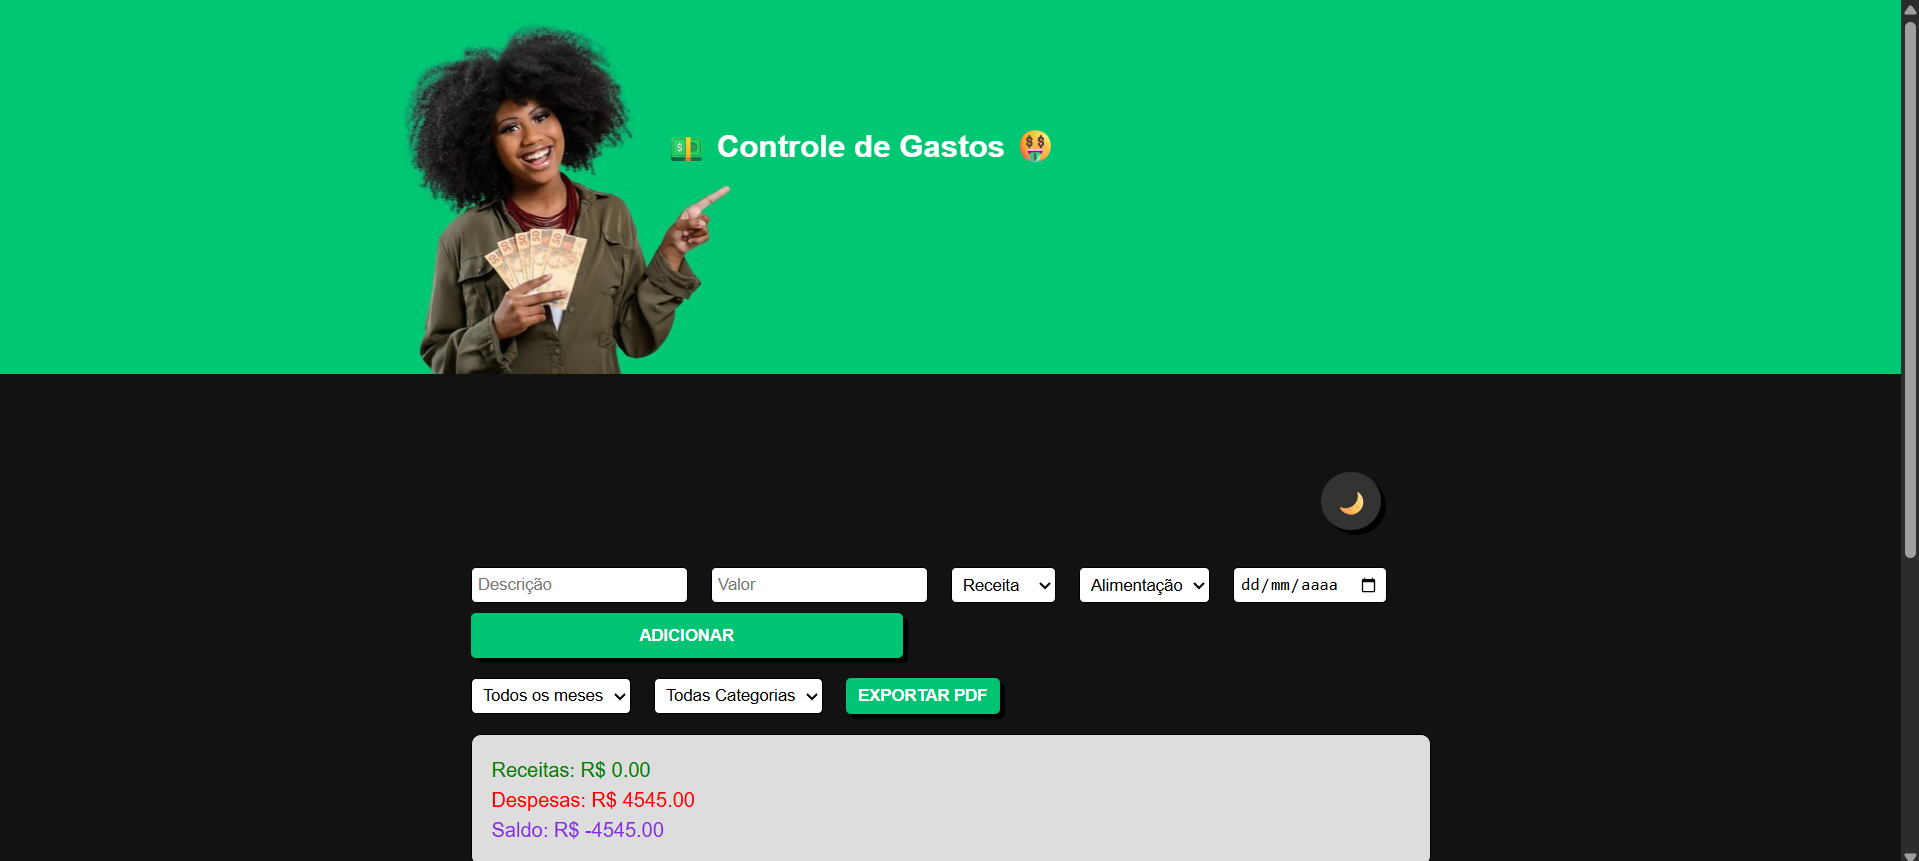 💵 Controle de Gastos 🤑
Descrição Valor Receita Alimentação dd/mm/aaaa
ADICIONAR
Todos os meses Todas Categorias EXPORTAR PDF
Receitas: R$ 0.00
Despesas: R$ 4545.00
Saldo: R$ -4545.00